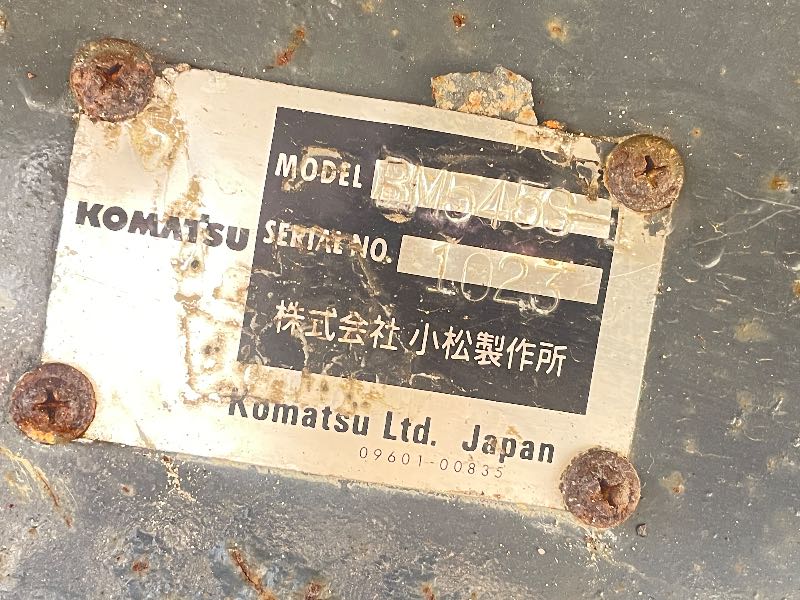 KOMATSU
MODEL BM545S
SERIAL NO. 1023
株式会社 小松製作所
Komatsu Ltd. Japan
09601-00835